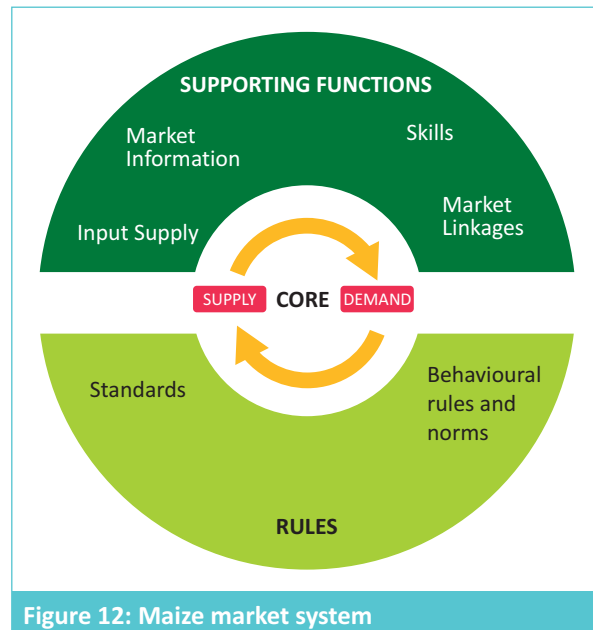 SUPPORTING FUNCTIONS
Market
Information
Skills
Input Supply
Market
Linkages
SUPPLY CORE DEMAND
Standards
Behavioural
rules and
norms
RULES
Figure 12: Maize market system